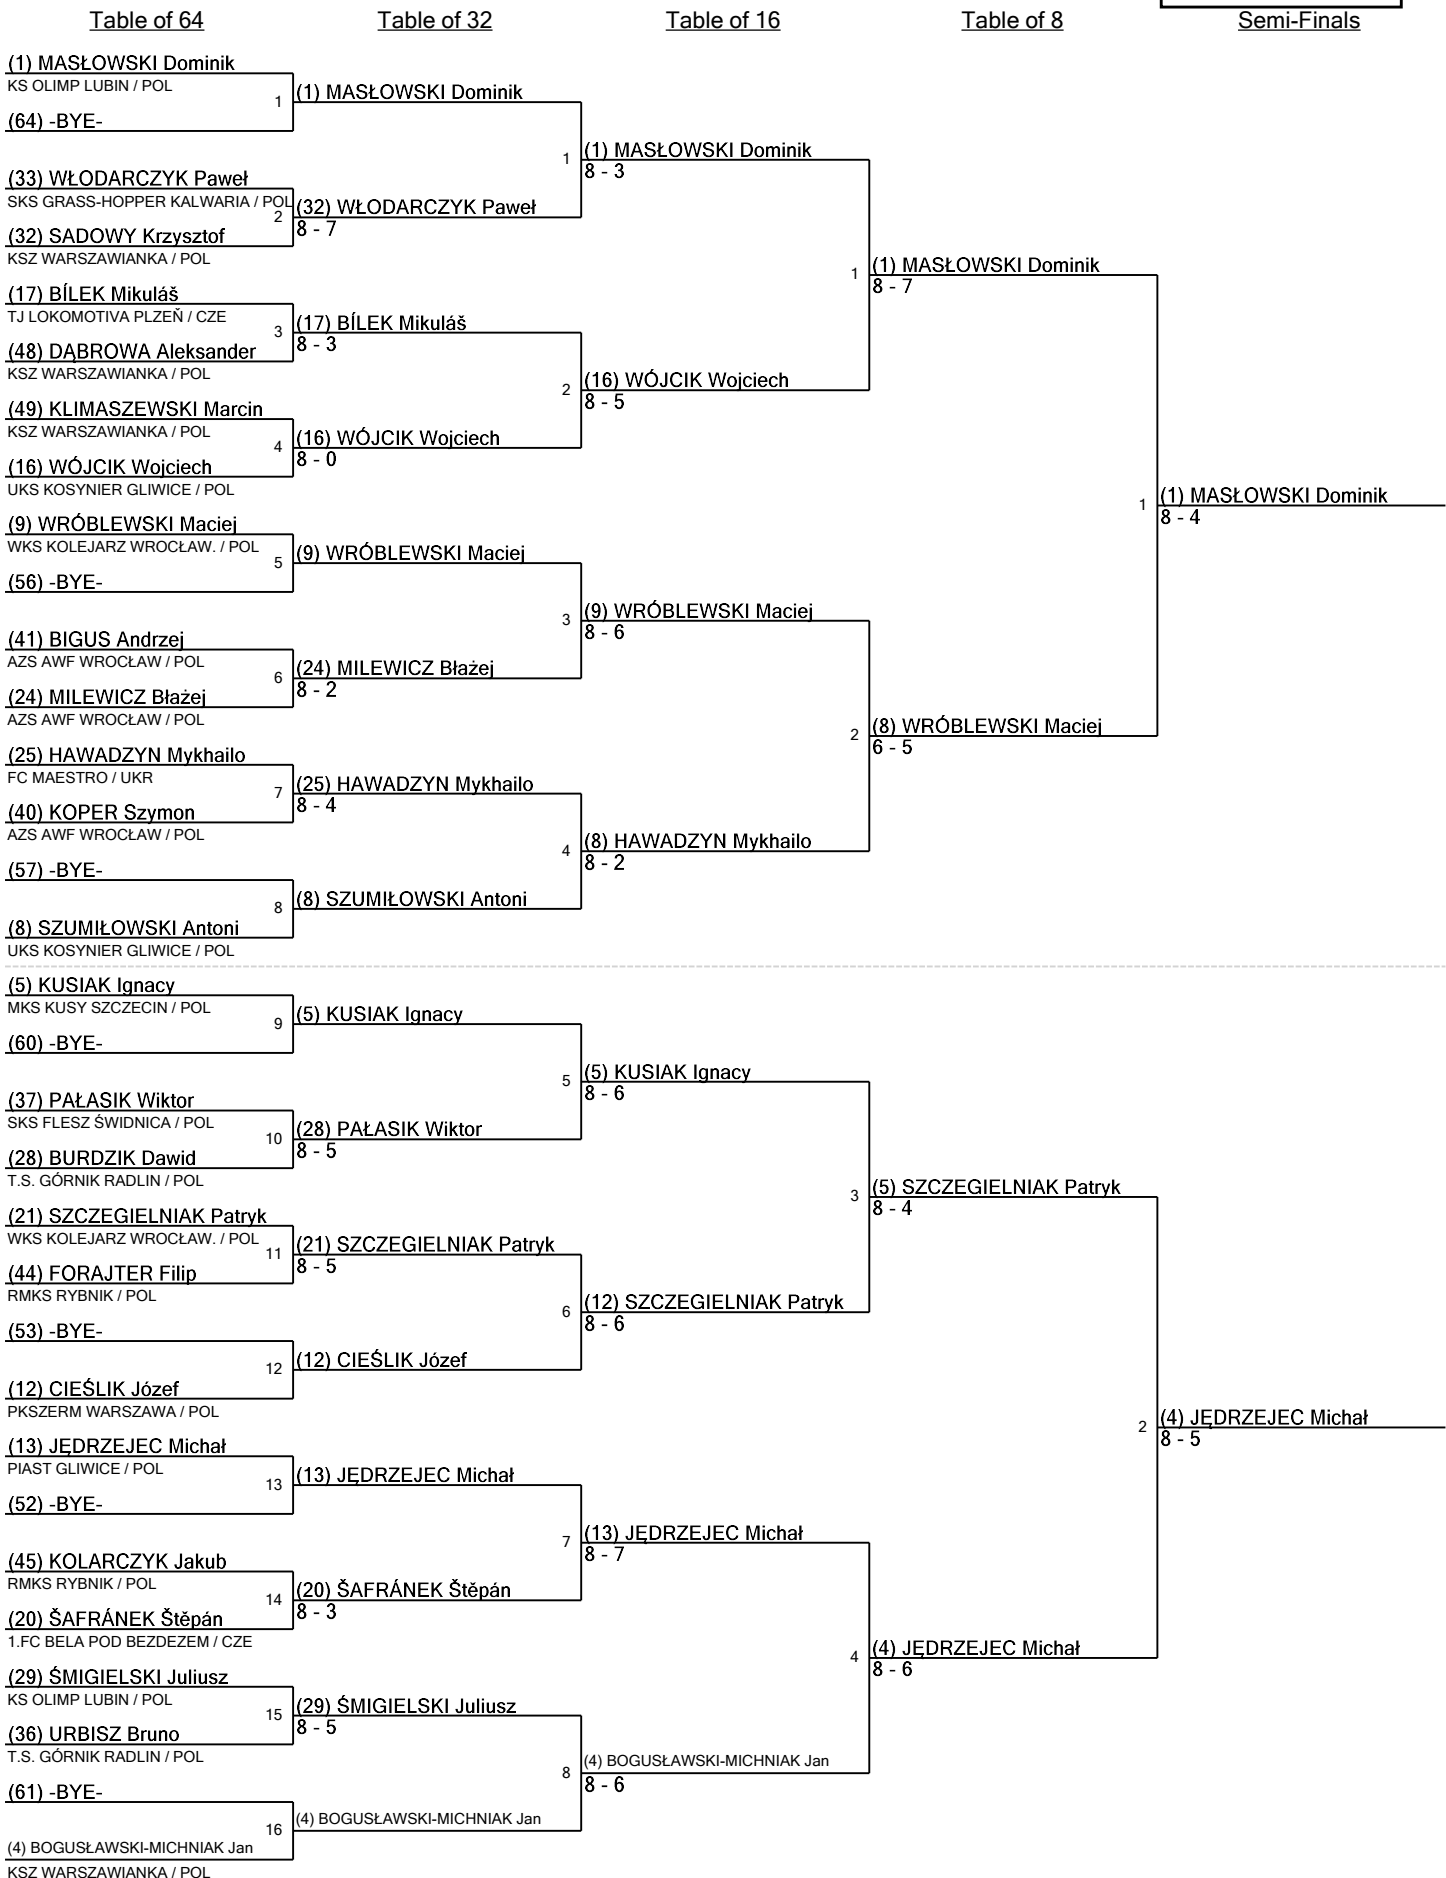 Table of 64
Table of 32
Table of 16
Table of 8
Semi-Finals
(1) MASŁOWSKI Dominik
KS OLIMP LUBIN / POL
1
(1) MASŁOWSKI Dominik
(64) -BYE-
1
(1) MASŁOWSKI Dominik
8 - 3
(33) WŁODARCZYK Paweł
SKS GRASS-HOPPER KALWARIA / POL
2
(32) WŁODARCZYK Paweł
8 - 7
(32) SADOWY Krzysztof
KSZ WARSZAWIANKA / POL
1
(1) MASŁOWSKI Dominik
8 - 7
(17) BÍLEK Mikuláš
TJ LOKOMOTIVA PLZEŇ / CZE
3
(17) BÍLEK Mikuláš
8 - 3
(48) DĄBROWA Aleksander
KSZ WARSZAWIANKA / POL
2
(16) WÓJCIK Wojciech
8 - 5
(49) KLIMASZEWSKI Marcin
KSZ WARSZAWIANKA / POL
4
(16) WÓJCIK Wojciech
8 - 0
(16) WÓJCIK Wojciech
UKS KOSYNIER GLIWICE / POL
1
(1) MASŁOWSKI Dominik
8 - 4
(9) WRÓBLEWSKI Maciej
WKS KOLEJARZ WROCŁAW. / POL
5
(9) WRÓBLEWSKI Maciej
(56) -BYE-
3
(9) WRÓBLEWSKI Maciej
8 - 6
(41) BIGUS Andrzej
AZS AWF WROCŁAW / POL
6
(24) MILEWICZ Błażej
8 - 2
(24) MILEWICZ Błażej
AZS AWF WROCŁAW / POL
2
(8) WRÓBLEWSKI Maciej
6 - 5
(25) HAWADZYN Mykhailo
FC MAESTRO / UKR
7
(25) HAWADZYN Mykhailo
8 - 4
(40) KOPER Szymon
AZS AWF WROCŁAW / POL
4
(8) HAWADZYN Mykhailo
8 - 2
(57) -BYE-
8
(8) SZUMIŁOWSKI Antoni
(8) SZUMIŁOWSKI Antoni
UKS KOSYNIER GLIWICE / POL
(5) KUSIAK Ignacy
MKS KUSY SZCZECIN / POL
9
(5) KUSIAK Ignacy
(60) -BYE-
5
(5) KUSIAK Ignacy
8 - 6
(37) PAŁASIK Wiktor
SKS FLESZ ŚWIDNICA / POL
10
(28) PAŁASIK Wiktor
8 - 5
(28) BURDZIK Dawid
T.S. GÓRNIK RADLIN / POL
3
(5) SZCZEGIELNIAK Patryk
8 - 4
(21) SZCZEGIELNIAK Patryk
WKS KOLEJARZ WROCŁAW. / POL
11
(21) SZCZEGIELNIAK Patryk
8 - 5
(44) FORAJTER Filip
RMKS RYBNIK / POL
6
(12) SZCZEGIELNIAK Patryk
8 - 6
(53) -BYE-
12
(12) CIEŚLIK Józef
(12) CIEŚLIK Józef
PKSZERM WARSZAWA / POL
2
(4) JĘDRZEJEC Michał
8 - 5
(13) JĘDRZEJEC Michał
PIAST GLIWICE / POL
13
(13) JĘDRZEJEC Michał
(52) -BYE-
7
(13) JĘDRZEJEC Michał
8 - 7
(45) KOLARCZYK Jakub
RMKS RYBNIK / POL
14
(20) ŠAFRÁNEK Štěpán
8 - 3
(20) ŠAFRÁNEK Štěpán
1.FC BELA POD BEZDEZEM / CZE
4
(4) JĘDRZEJEC Michał
8 - 6
(29) ŚMIGIELSKI Juliusz
KS OLIMP LUBIN / POL
15
(29) ŚMIGIELSKI Juliusz
8 - 5
(36) URBISZ Bruno
T.S. GÓRNIK RADLIN / POL
8
(4) BOGUSŁAWSKI-MICHNIAK Jan
8 - 6
(61) -BYE-
16
(4) BOGUSŁAWSKI-MICHNIAK Jan
(4) BOGUSŁAWSKI-MICHNIAK Jan
KSZ WARSZAWIANKA / POL